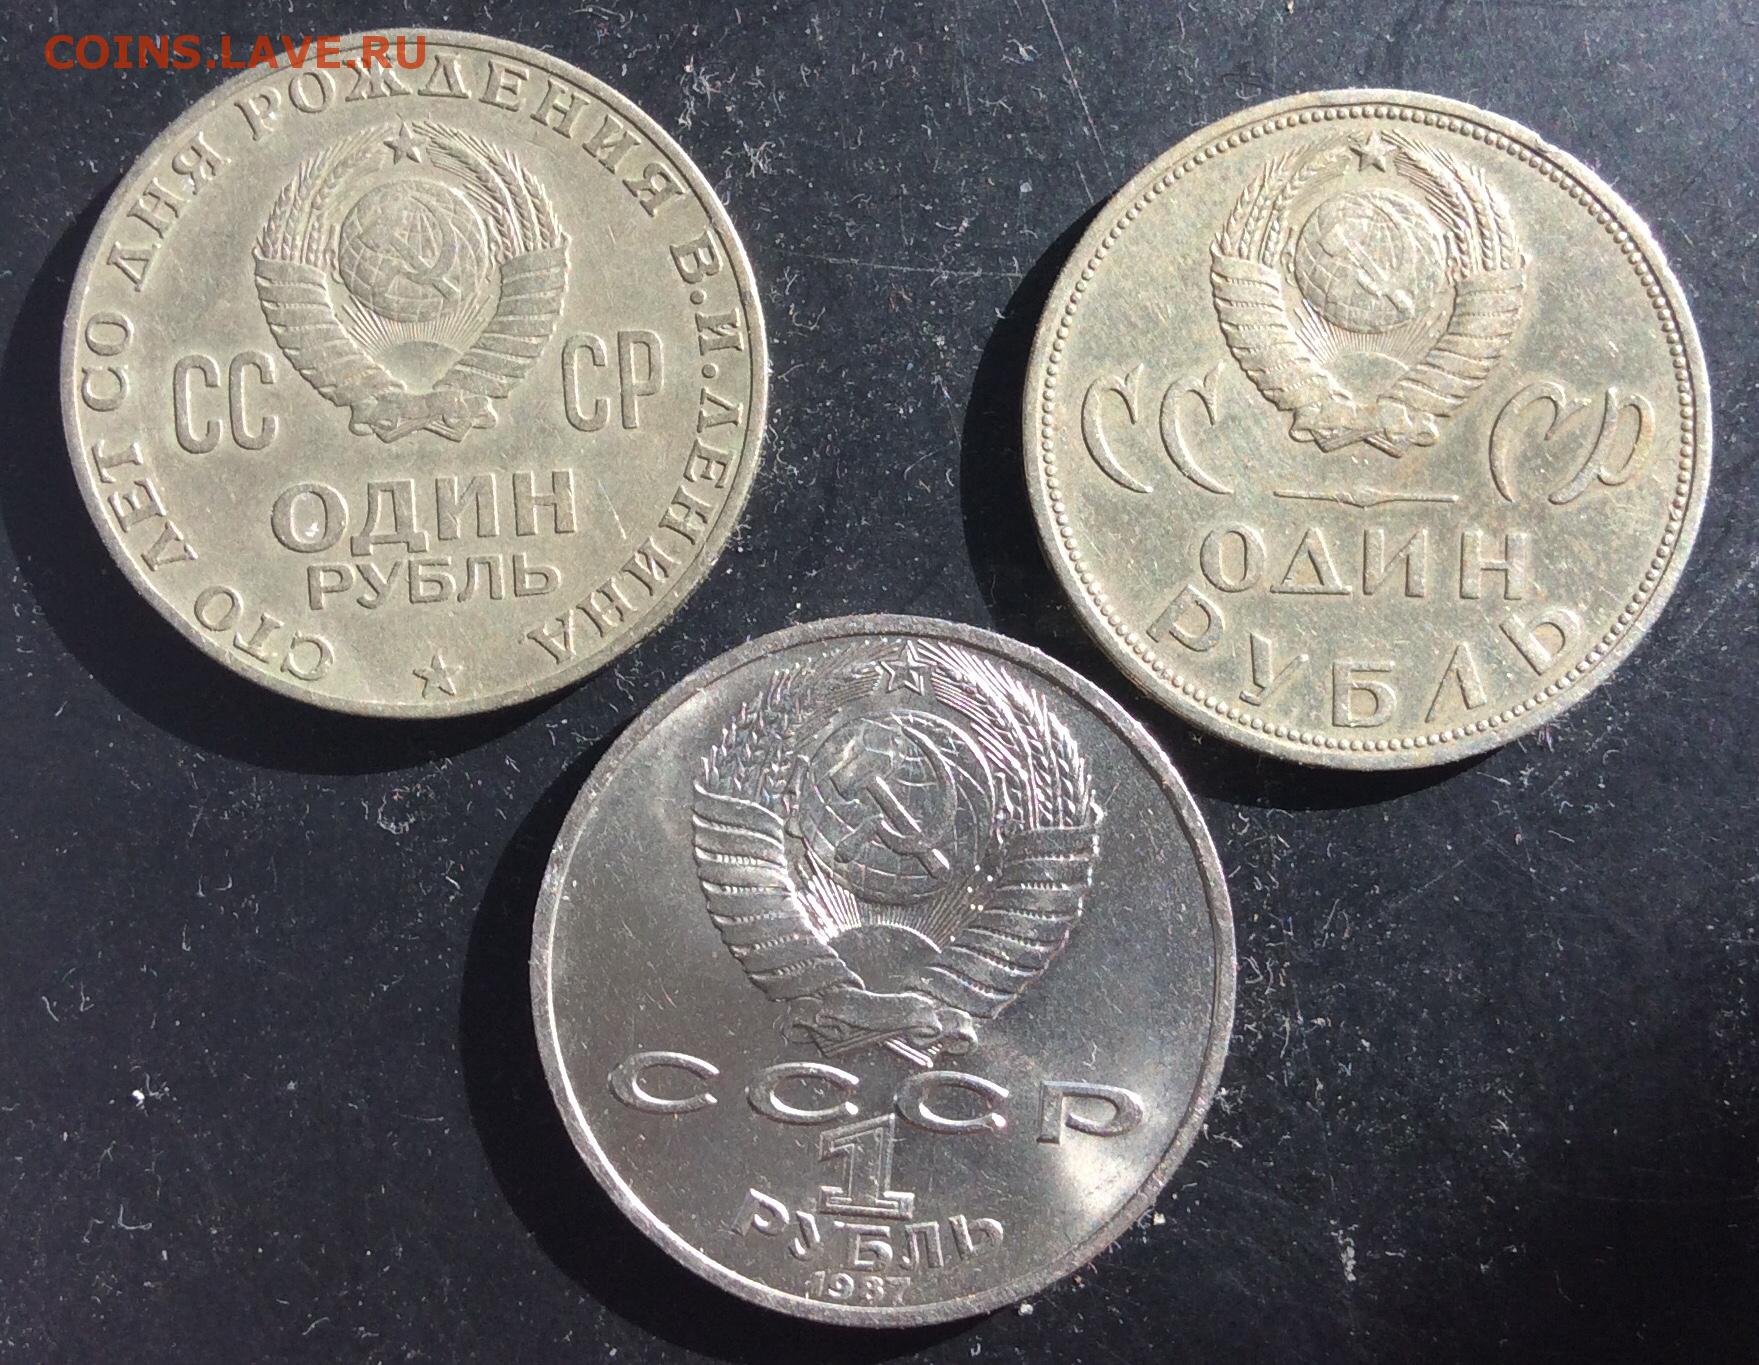 COINS.LAVE.RU
СТО ЛЕТ СО ДНЯ РОЖДЕНИЯ В.И.ЛЕНИНА
СС СР
ОДИН
РУБЛЬ
СС СР
ОДИН
РУБЛЬ
СССР
1
РУБЛЬ
1987